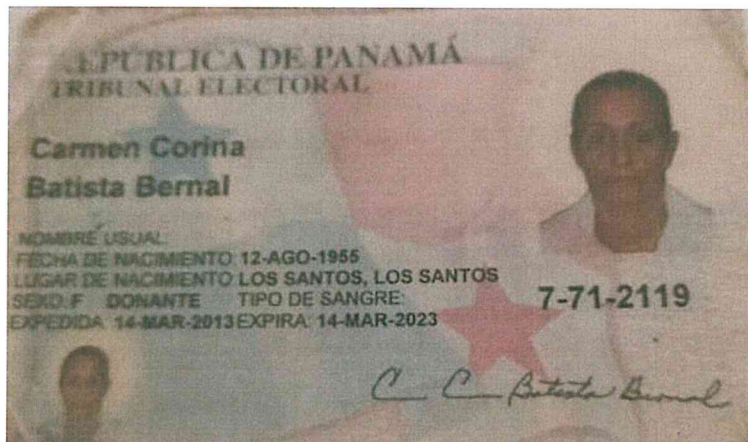 REPÚBLICA DE PANAMÁ
TRIBUNAL ELECTORAL
Carmen Corina
Batista Bernal
NOMBRE USUAL:
FECHA DE NACIMIENTO: 12-AGO-1955
LUGAR DE NACIMIENTO: LOS SANTOS, LOS SANTOS
SEXO: F DONANTE TIPO DE SANGRE:
EXPEDIDA: 14-MAR-2013 EXPIRA: 14-MAR-2023
7-71-2119
C C Batista Bernal